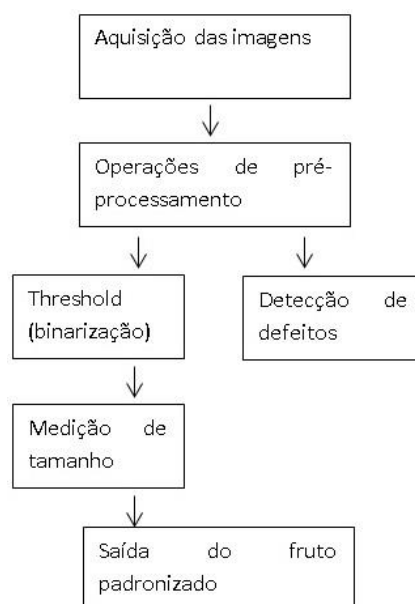 Aquisição das imagens
Operações de pré-
processamento
Threshold
(binarização)
Detecção de
defeitos
Medição de
tamanho
Saída do fruto
padronizado